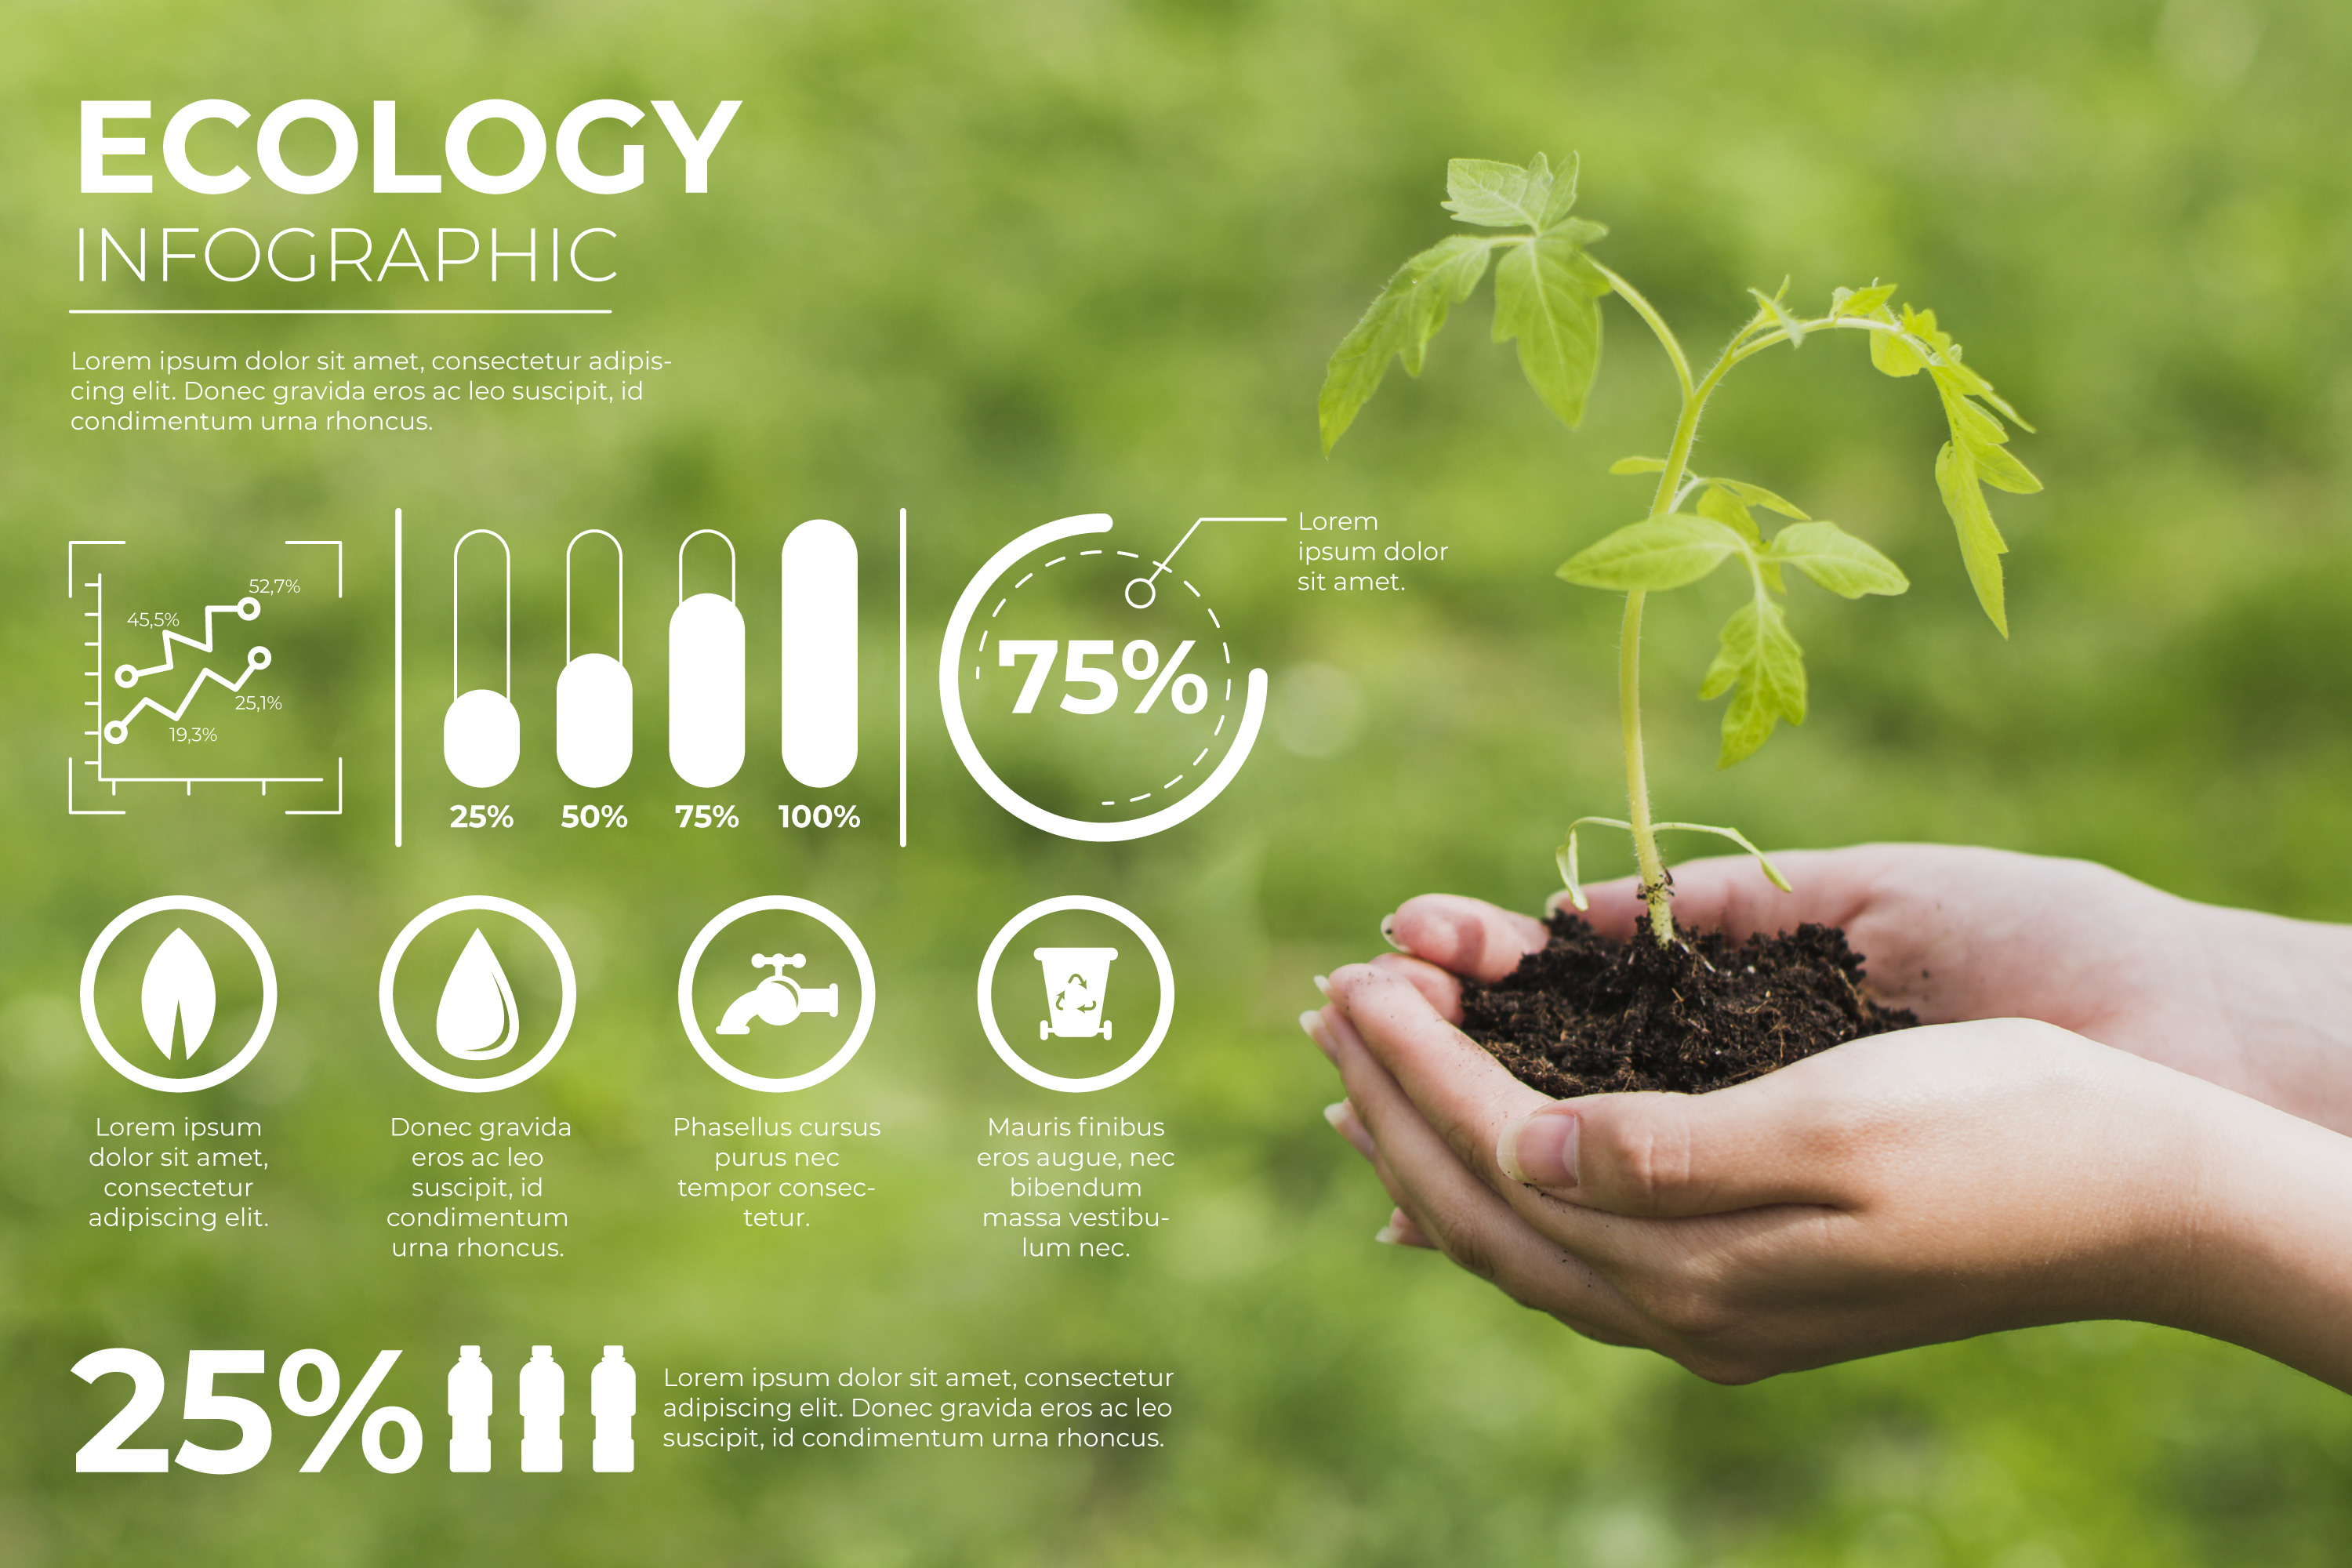 ECOLOGY
INFOGRAPHIC
Lorem ipsum dolor sit amet, consectetur adipis-
cing elit. Donec gravida eros ac leo suscipit, id
condimentum urna rhoncus.
45,5%
52,7%
19,3%
25,1%
25%
50%
75%
100%
75%
Lorem
ipsum dolor
sit amet.
Lorem ipsum
dolor sit amet,
consectetur
adipiscing elit.
Donec gravida
eros ac leo
suscipit, id
condimentum
urna rhoncus.
Phasellus cursus
purus nec
tempor consec-
tetur.
Mauris finibus
eros augue, nec
bibendum
massa vestibu-
lum nec.
25%
Lorem ipsum dolor sit amet, consectetur
adipiscing elit. Donec gravida eros ac leo
suscipit, id condimentum urna rhoncus.